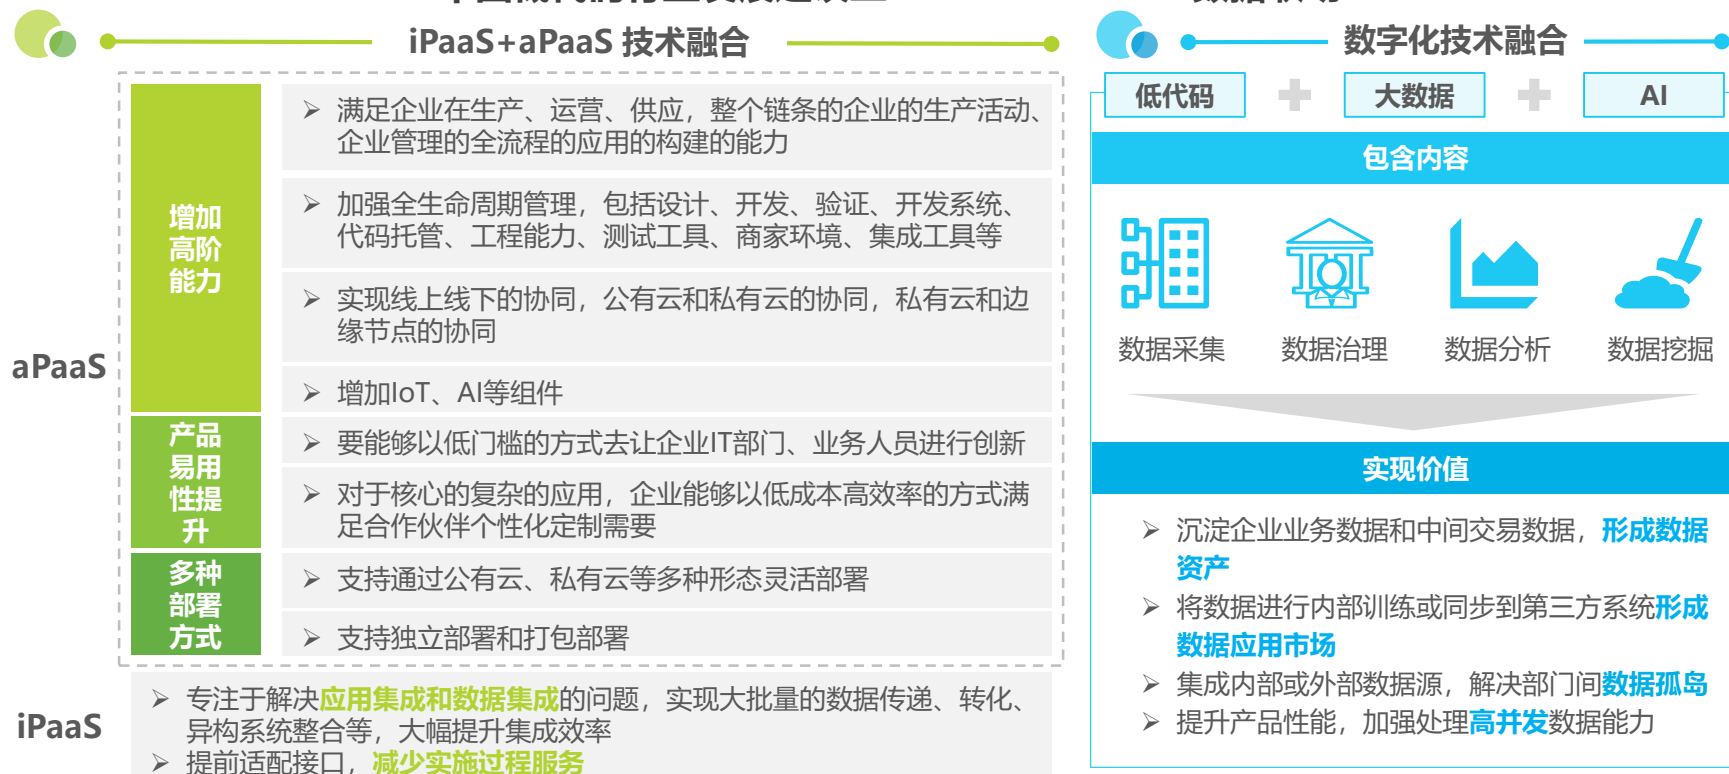 iPaaS+aPaaS 技术融合
aPaaS
增加
高阶
能力
➢ 满足企业在生产、运营、供应，整个链条的企业的生产活动、
企业管理的全流程的应用的构建的能力
➢ 加强全生命周期管理，包括设计、开发、验证、开发系统、
代码托管、工程能力、测试工具、商家环境、集成工具等
➢ 实现线上线下的协同，公有云和私有云的协同，私有云和边
缘节点的协同
➢ 增加IoT、AI等组件
产品
易用
性提
升
➢ 要能够以低门槛的方式去让企业IT部门、业务人员进行创新
➢ 对于核心的复杂的应用，企业能够以低成本高效率的方式满
足合作伙伴个性化定制需要
多种
部署
方式
➢ 支持通过公有云、私有云等多种形态灵活部署
➢ 支持独立部署和打包部署
iPaaS
➢ 专注于解决应用集成和数据集成的问题，实现大批量的数据传递、转化、
异构系统整合等，大幅提升集成效率
➢ 提前适配接口，减少实施过程服务
数字化技术融合
低代码 + 大数据 + AI
包含内容
数据采集 数据治理 数据分析 数据挖掘
实现价值
➢ 沉淀企业业务数据和中间交易数据，形成数据
资产
➢ 将数据进行内部训练或同步到第三方系统形成
数据应用市场
➢ 集成内部或外部数据源，解决部门间数据孤岛
➢ 提升产品性能，加强处理高并发数据能力